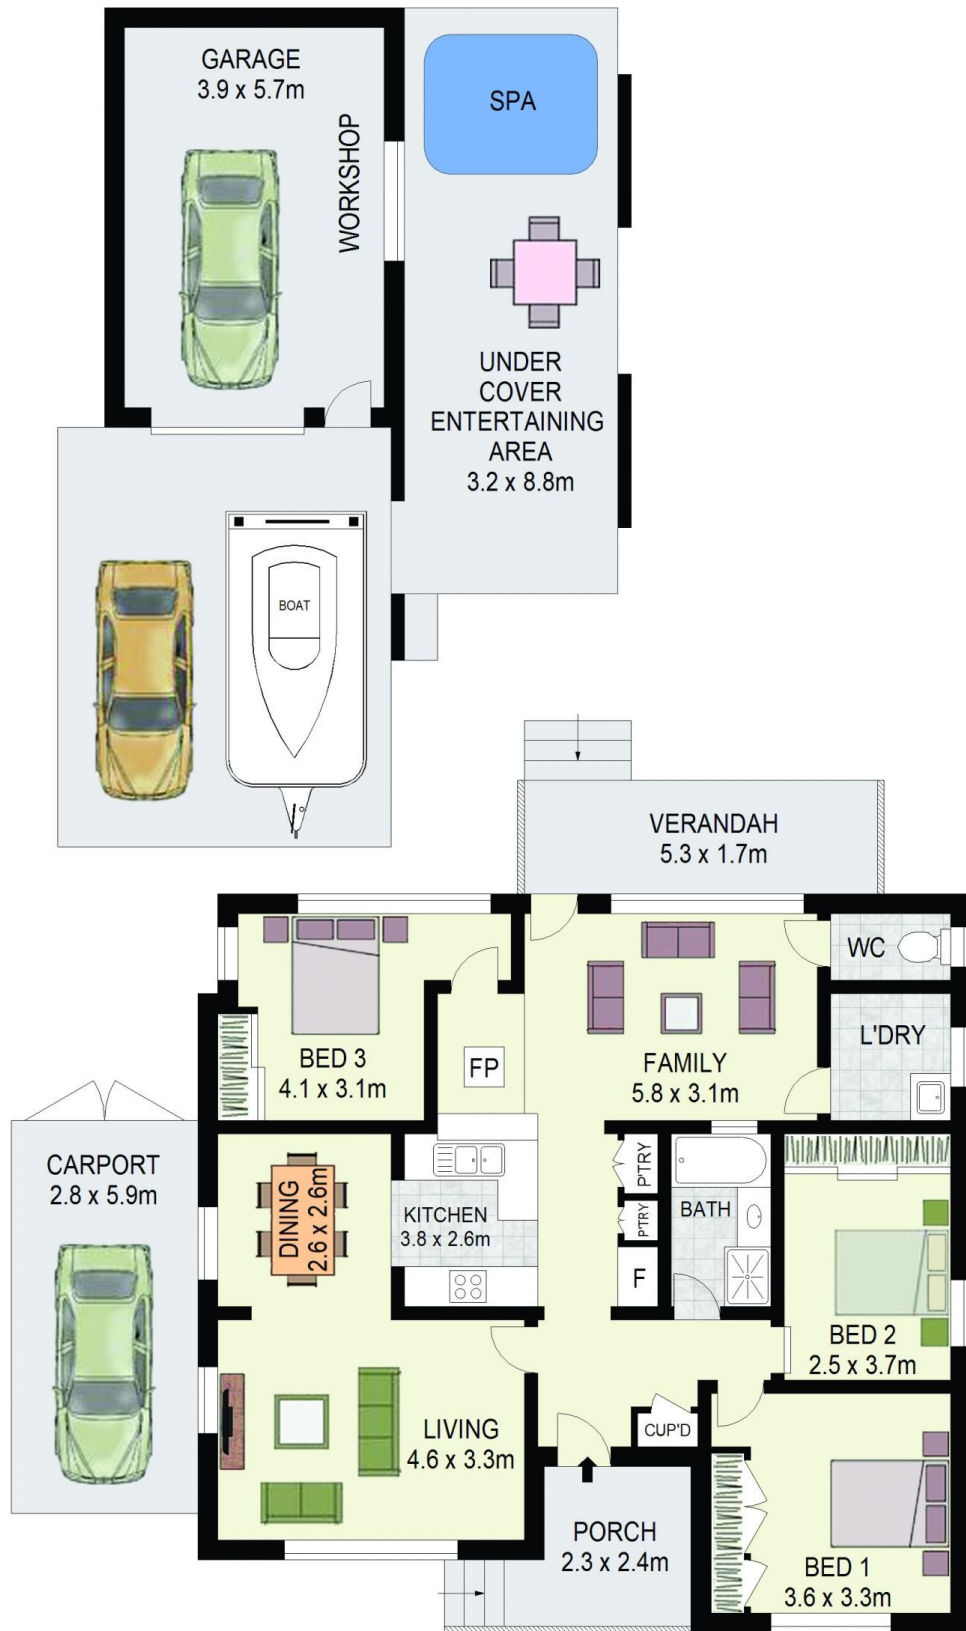 GARAGE
3.9 x 5.7m
WORKSHOP
SPA
UNDER
COVER
ENTERTAINING
AREA
3.2 x 8.8m
BOAT
VERANDAH
5.3 x 1.7m
WC
L'DRY
BED 3
4.1 x 3.1m
FP
FAMILY
5.8 x 3.1m
CARPORT
2.8 x 5.9m
DINING
2.6 x 2.6m
KITCHEN
3.8 x 2.6m
P'TRY
P'TRY
F
BATH
BED 2
2.5 x 3.7m
LIVING
4.6 x 3.3m
CUP'D
PORCH
2.3 x 2.4m
BED 1
3.6 x 3.3m